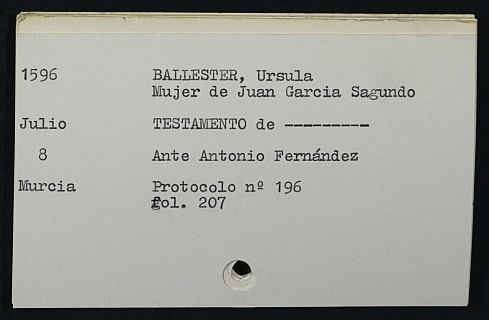 1596 BALLESTER, Ursula
Mujer de Juan Garcia Sagundo
Julio TESTAMENTO de ---------
8 Ante Antonio Fernández
Murcia Protocolo nº 196
fol. 207